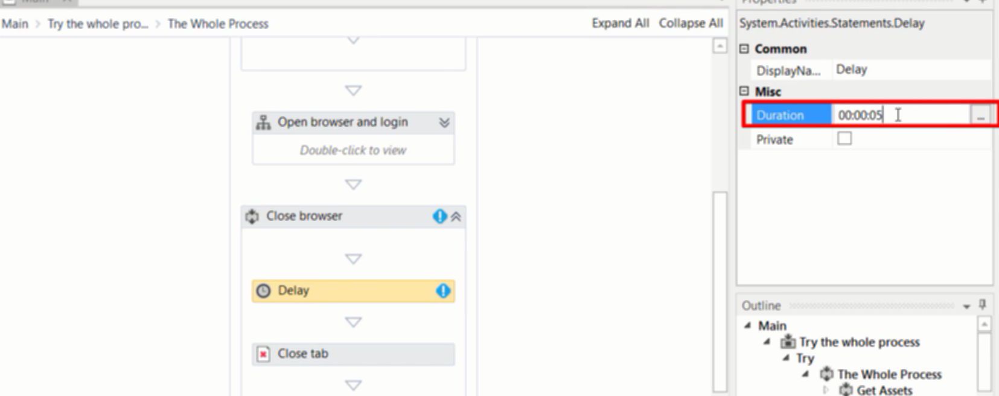 Main
Properties
Main > Try the whole pro... > The Whole Process
Expand All Collapse All
System.Activities.Statements.Delay
Common
DisplayNa... Delay
Misc
Duration 00:00:05 ...
Private
Open browser and login
Double-click to view
Close browser
Delay
Close tab
Outline
Main
Try the whole process
Try
The Whole Process
Get Assets